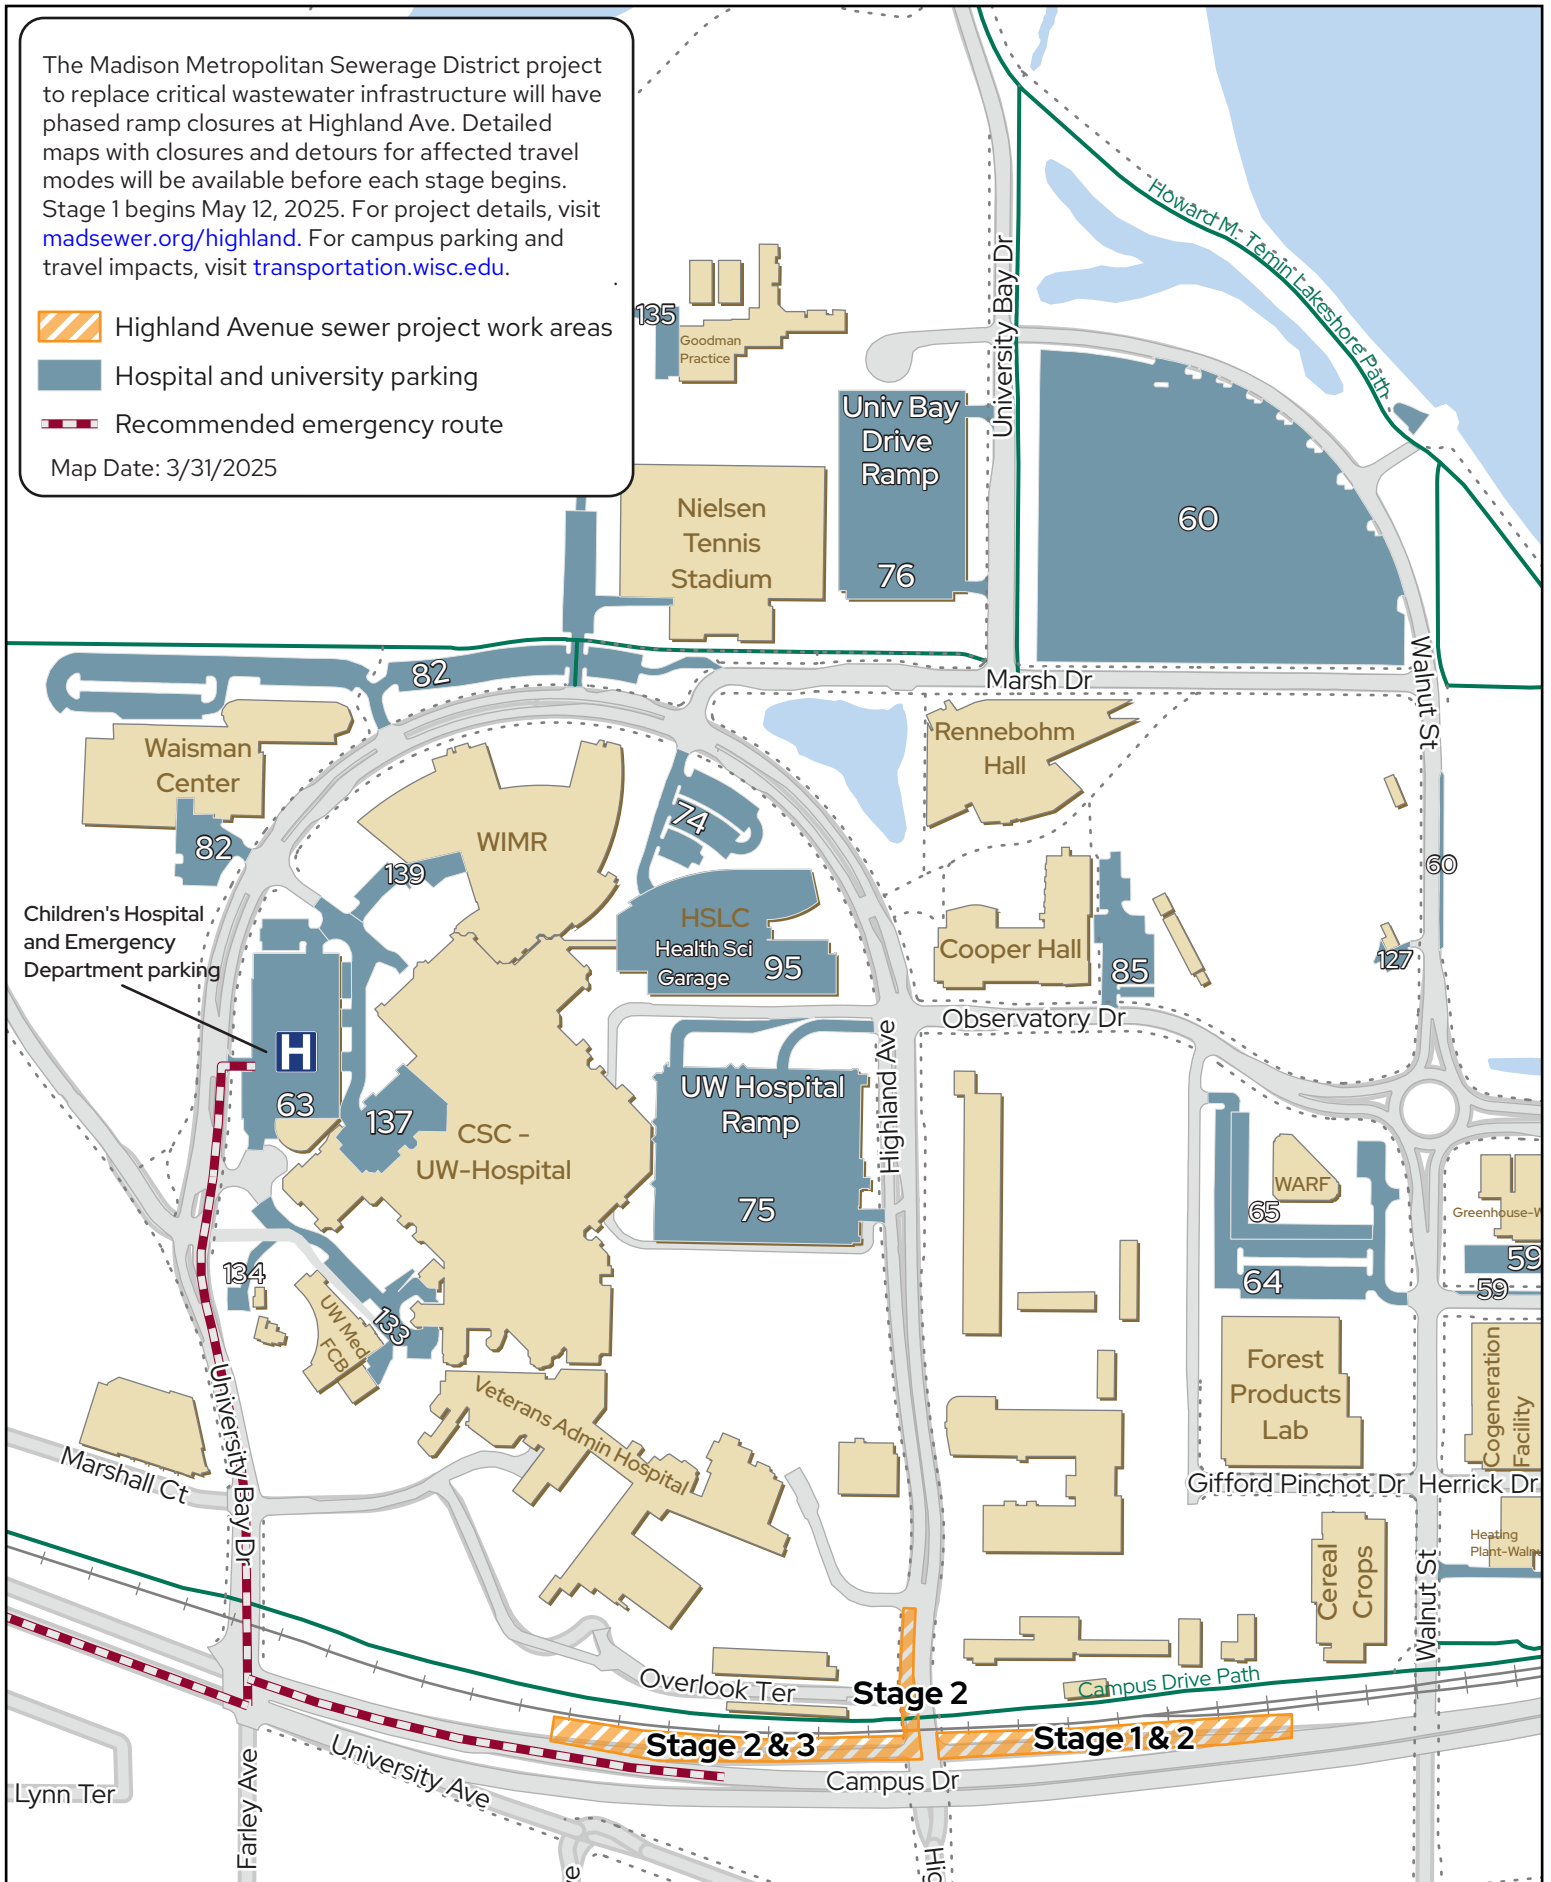 The Madison Metropolitan Sewerage District project
to replace critical wastewater infrastructure will have
phased ramp closures at Highland Ave. Detailed
maps with closures and detours for affected travel
modes will be available before each stage begins.
Stage 1 begins May 12, 2025. For project details, visit
madsewer.org/highland. For campus parking and
travel impacts, visit transportation.wisc.edu.
Highland Avenue sewer project work areas
Hospital and university parking
Recommended emergency route
Map Date: 3/31/2025
Howard M. Temin Lakeshore Path
University Bay Dr
135
Goodman
Practice
Univ Bay
Drive
Ramp
76
60
Nielsen
Tennis
Stadium
82
Marsh Dr
Walnut St
Waisman
Center
82
Rennebohm
Hall
WIMR
74
139
60
HSLC
Health Sci
Garage
95
Cooper Hall
85
127
Children's Hospital
and Emergency
Department parking
Observatory Dr
Highland Ave
H
63
137
CSC -
UW-Hospital
UW Hospital
Ramp
75
WARF
65
64
Greenhouse-W
59
59
134
133
UW Med
FCB
Veterans Admin Hospital
University Bay Dr
Marshall Ct
Forest
Products
Lab
Cogeneration
Facility
Gifford Pinchot Dr
Herrick Dr
Heating
Plant-Walnu
Cereal
Crops
Walnut St
Overlook Ter
Stage 2
Campus Drive Path
Stage 2 & 3
Stage 1 & 2
Campus Dr
University Ave
Lynn Ter
Farley Ave
ve
Hig